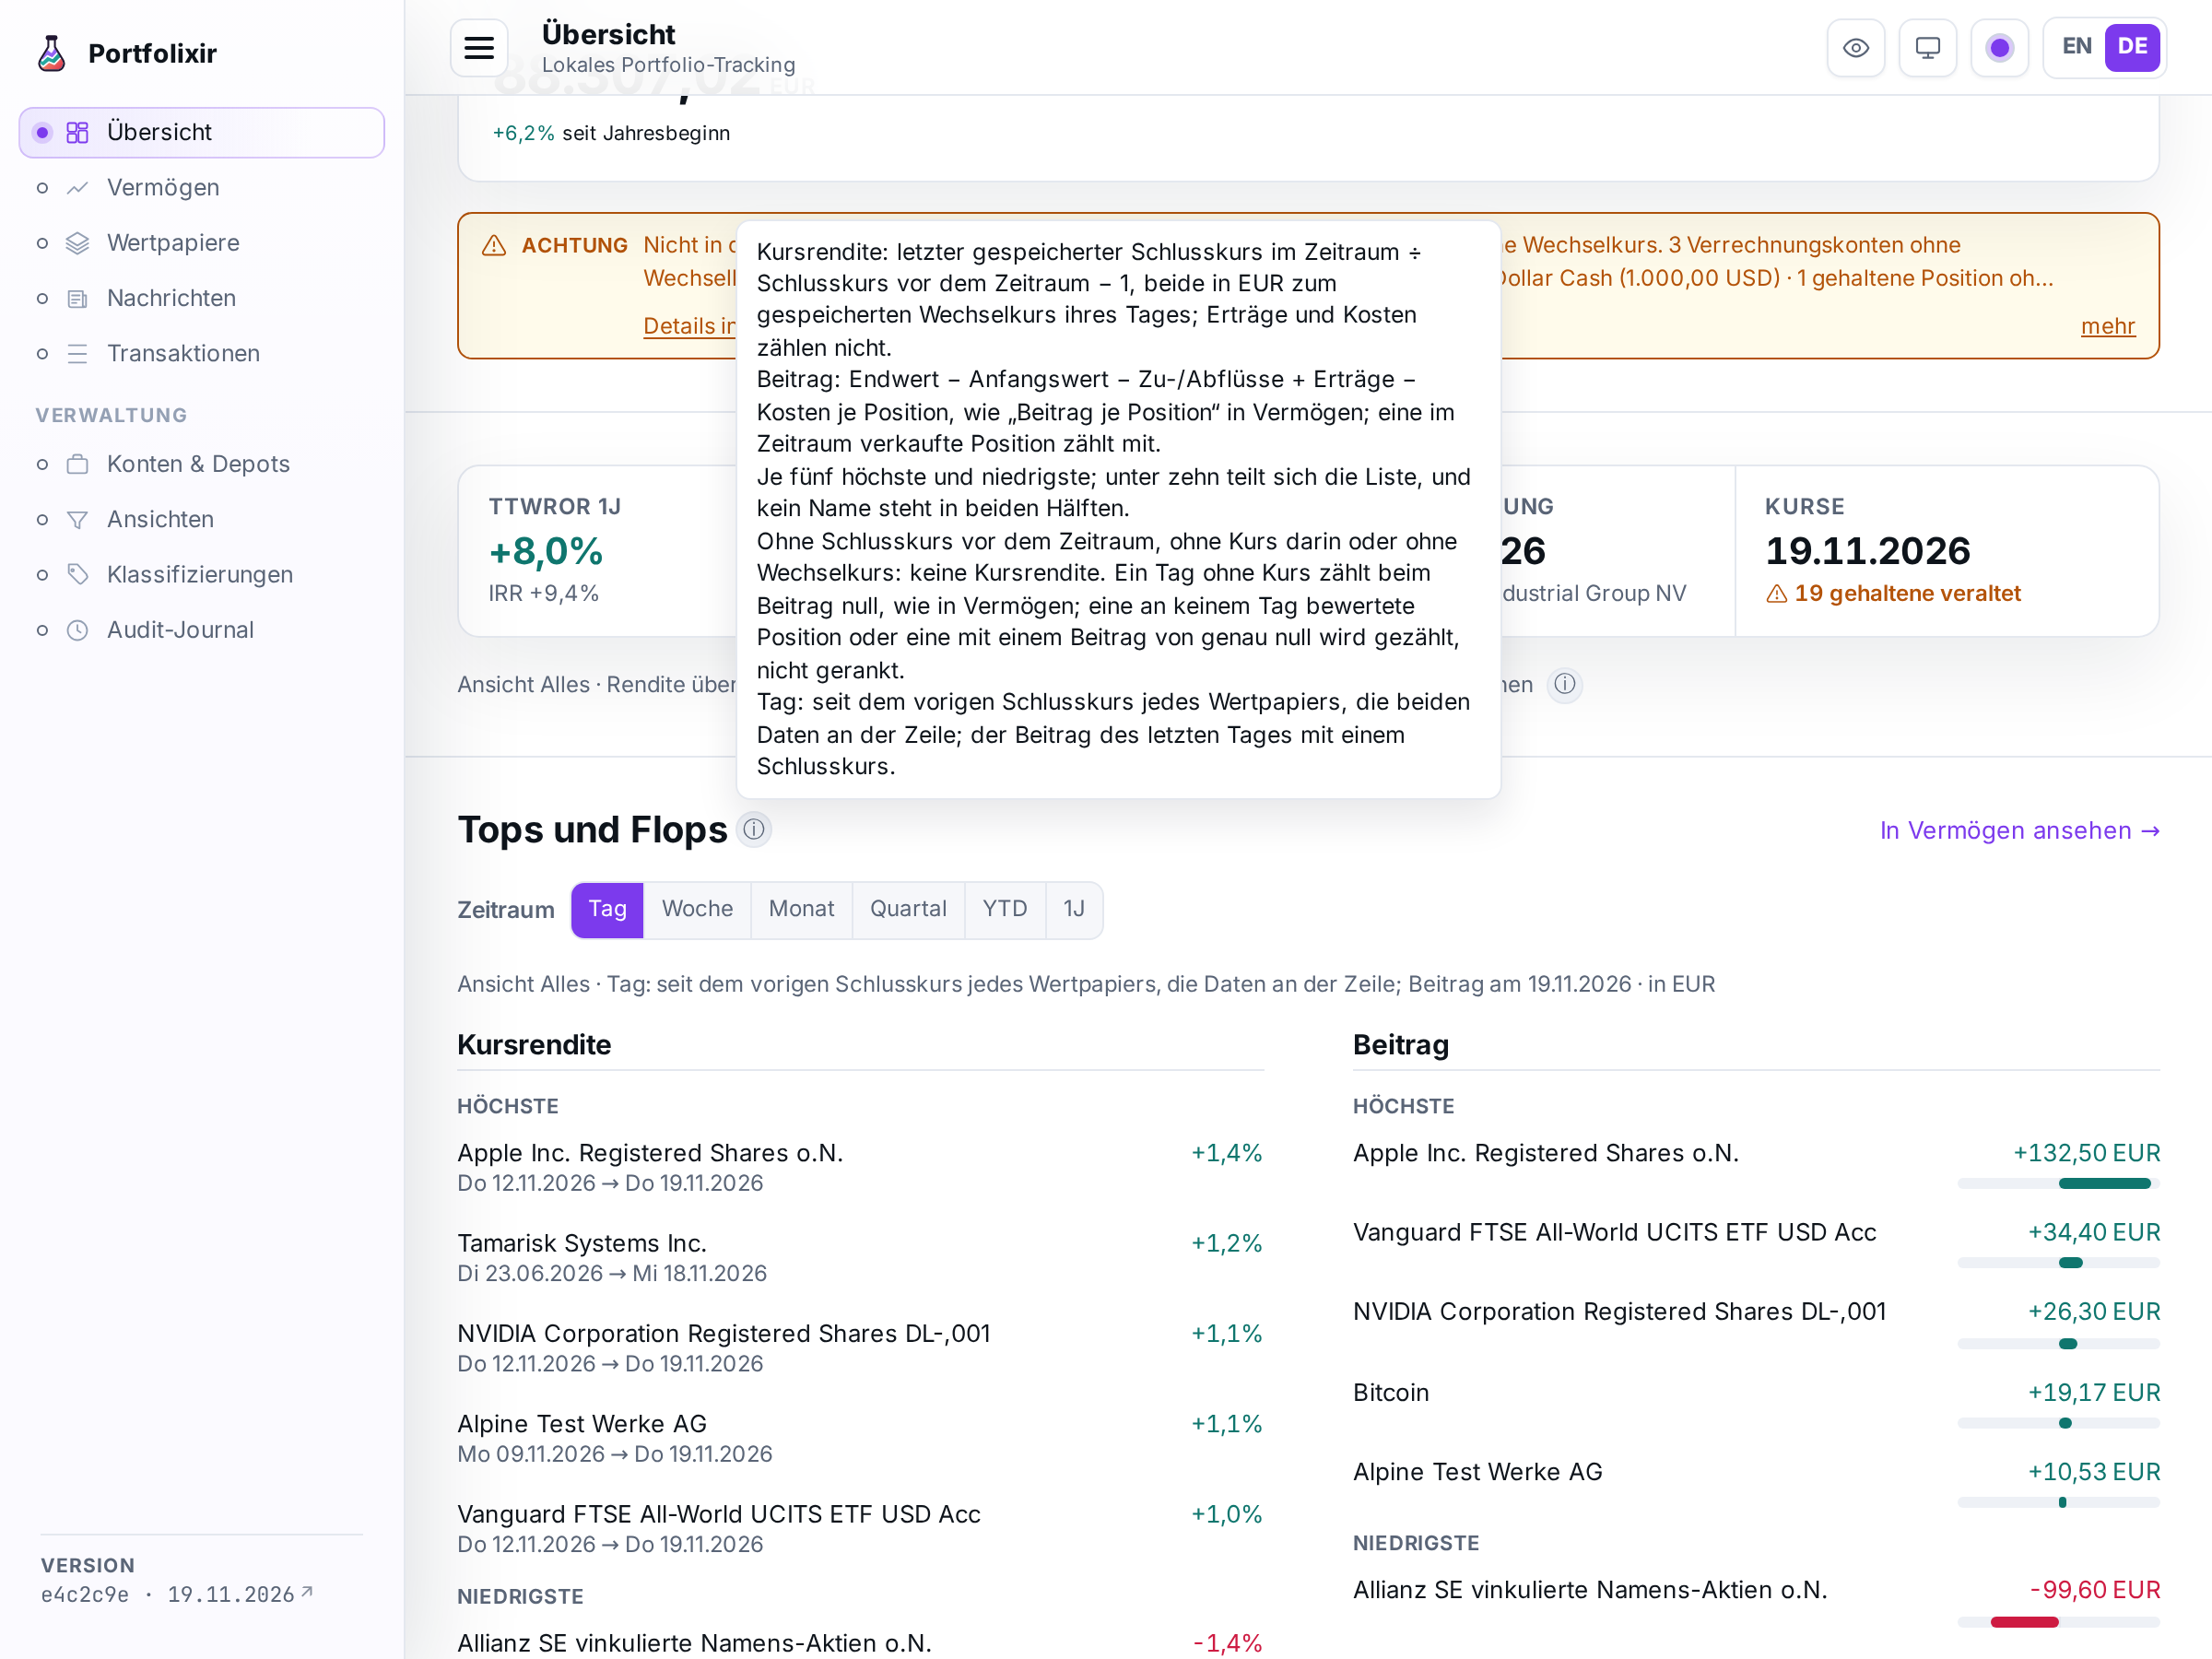 Portfolixir
Übersicht
Vermögen
Wertpapiere
Nachrichten
Transaktionen
VERWALTUNG
Konten & Depots
Ansichten
Klassifizierungen
Audit-Journal
VERSION
e4c2c9e · 19.11.2026
Übersicht
Lokales Portfolio-Tracking
EN DE
88.307,02 EUR
+6,2% seit Jahresbeginn
ACHTUNG Nicht in
Wechselkurs. 3 Verrechnungskonten ohne
Dollar Cash (1.000,00 USD) · 1 gehaltene Position oh…
mehr
Kursrendite: letzter gespeicherter Schlusskurs im Zeitraum ÷
Schlusskurs vor dem Zeitraum − 1, beide in EUR zum
gespeicherten Wechselkurs ihres Tages; Erträge und Kosten
zählen nicht.
Beitrag: Endwert − Anfangswert − Zu-/Abflüsse + Erträge −
Kosten je Position, wie „Beitrag je Position“ in Vermögen; eine im
Zeitraum verkaufte Position zählt mit.
Je fünf höchste und niedrigste; unter zehn teilt sich die Liste, und
kein Name steht in beiden Hälften.
Ohne Schlusskurs vor dem Zeitraum, ohne Kurs darin oder ohne
Wechselkurs: keine Kursrendite. Ein Tag ohne Kurs zählt beim
Beitrag null, wie in Vermögen; eine an keinem Tag bewertete
Position oder eine mit einem Beitrag von genau null wird gezählt,
nicht gerankt.
Tag: seit dem vorigen Schlusskurs jedes Wertpapiers, die beiden
Daten an der Zeile; der Beitrag des letzten Tages mit einem
Schlusskurs.
Details
TTWROR 1J
+8,0%
IRR +9,4%
UNG
26
dustrial Group NV
KURSE
19.11.2026
19 gehaltene veraltet
Ansicht Alles · Rendite
Tops und Flops
In Vermögen ansehen →
Zeitraum Tag Woche Monat Quartal YTD 1J
Ansicht Alles · Tag: seit dem vorigen Schlusskurs jedes Wertpapiers, die Daten an der Zeile; Beitrag am 19.11.2026 · in EUR
Kursrendite
HÖCHSTE
Apple Inc. Registered Shares o.N. +1,4%
Do 12.11.2026 → Do 19.11.2026
Tamarisk Systems Inc. +1,2%
Di 23.06.2026 → Mi 18.11.2026
NVIDIA Corporation Registered Shares DL-,001 +1,1%
Do 12.11.2026 → Do 19.11.2026
Alpine Test Werke AG +1,1%
Mo 09.11.2026 → Do 19.11.2026
Vanguard FTSE All-World UCITS ETF USD Acc +1,0%
Do 12.11.2026 → Do 19.11.2026
NIEDRIGSTE
Allianz SE vinkulierte Namens-Aktien o.N. -1,4%
Beitrag
HÖCHSTE
Apple Inc. Registered Shares o.N. +132,50 EUR
Vanguard FTSE All-World UCITS ETF USD Acc +34,40 EUR
NVIDIA Corporation Registered Shares DL-,001 +26,30 EUR
Bitcoin +19,17 EUR
Alpine Test Werke AG +10,53 EUR
NIEDRIGSTE
Allianz SE vinkulierte Namens-Aktien o.N. -99,60 EUR